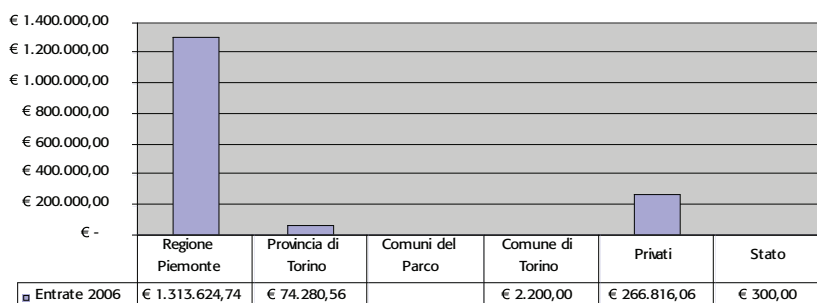 € 1.400.000,00
€ 1.200.000,00
€ 1.000.000,00
€ 800.000,00
€ 600.000,00
€ 400.000,00
€ 200.000,00
€ -
Regione Piemonte
Provincia di Torino
Comuni del Parco
Comune di Torino
Privati
Stato
Entrate 2006 € 1.313.624,74 € 74.280,56 € 2.200,00 € 266.816,06 € 300,00